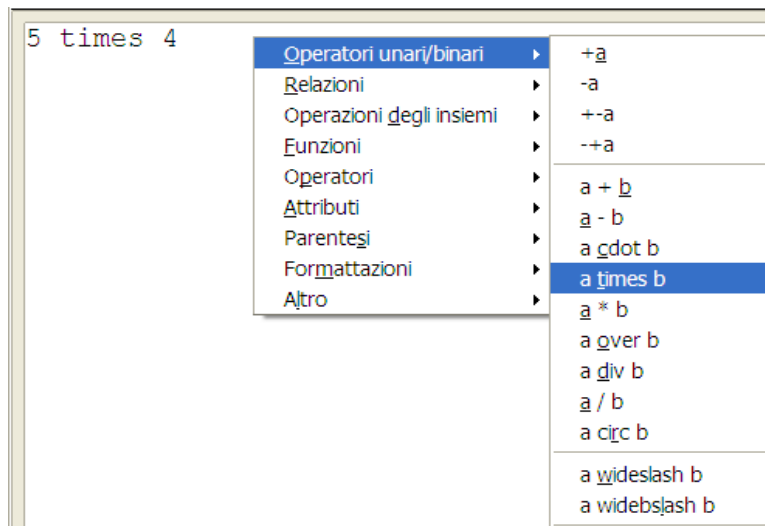 5 times 4
Operatori unari/binari
Relazioni
Operazioni degli insiemi
Funzioni
Operatori
Attributi
Parentesi
Formattazioni
Altro
+a
-a
+-a
-+a
a + b
a - b
a cdot b
a times b
a * b
a over b
a div b
a / b
a circ b
a wideslash b
a widebslash b